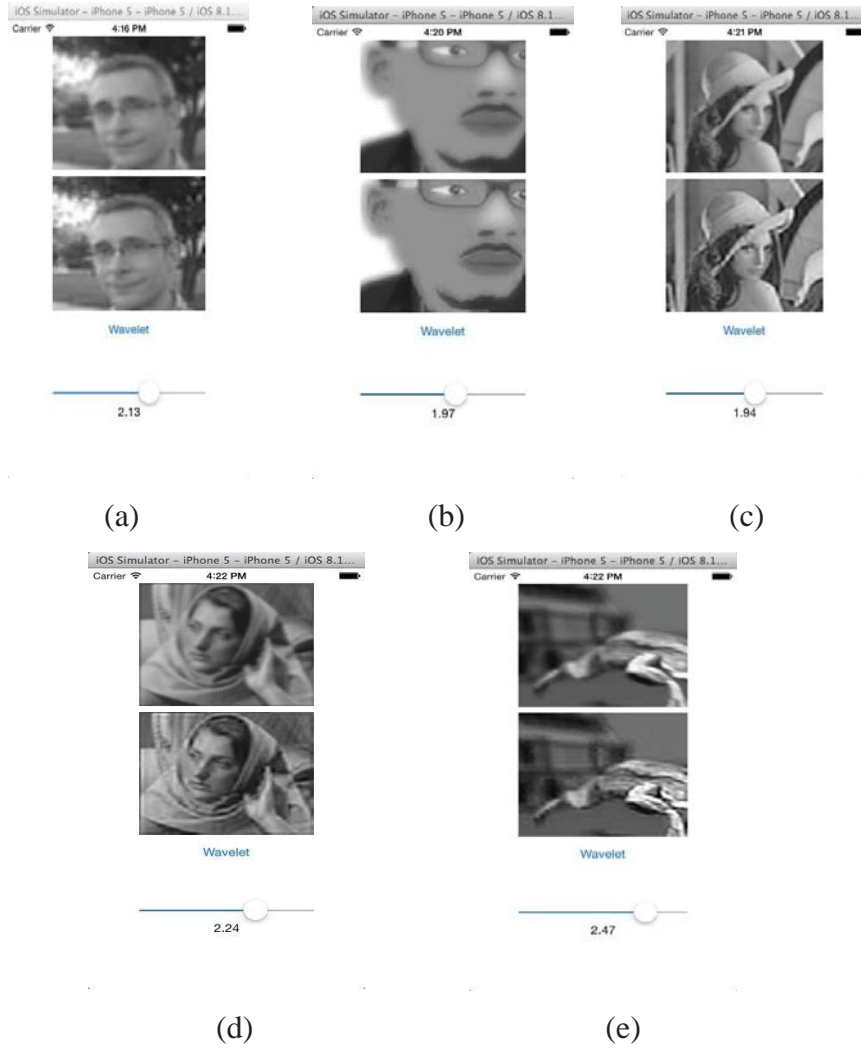 iOS Simulator – iPhone 5 – iPhone 5 / iOS 8.1...
Carrier 4:16 PM
Wavelet
2.13
(a)
iOS Simulator – iPhone 5 – iPhone 5 / iOS 8.1...
Carrier 4:20 PM
Wavelet
1.97
(b)
iOS Simulator – iPhone 5 – iPhone 5 / iOS 8.1...
Carrier 4:21 PM
Wavelet
1.94
(c)
iOS Simulator – iPhone 5 – iPhone 5 / iOS 8.1...
Carrier 4:22 PM
Wavelet
2.24
(d)
iOS Simulator – iPhone 5 – iPhone 5 / iOS 8.1...
Carrier 4:22 PM
Wavelet
2.47
(e)